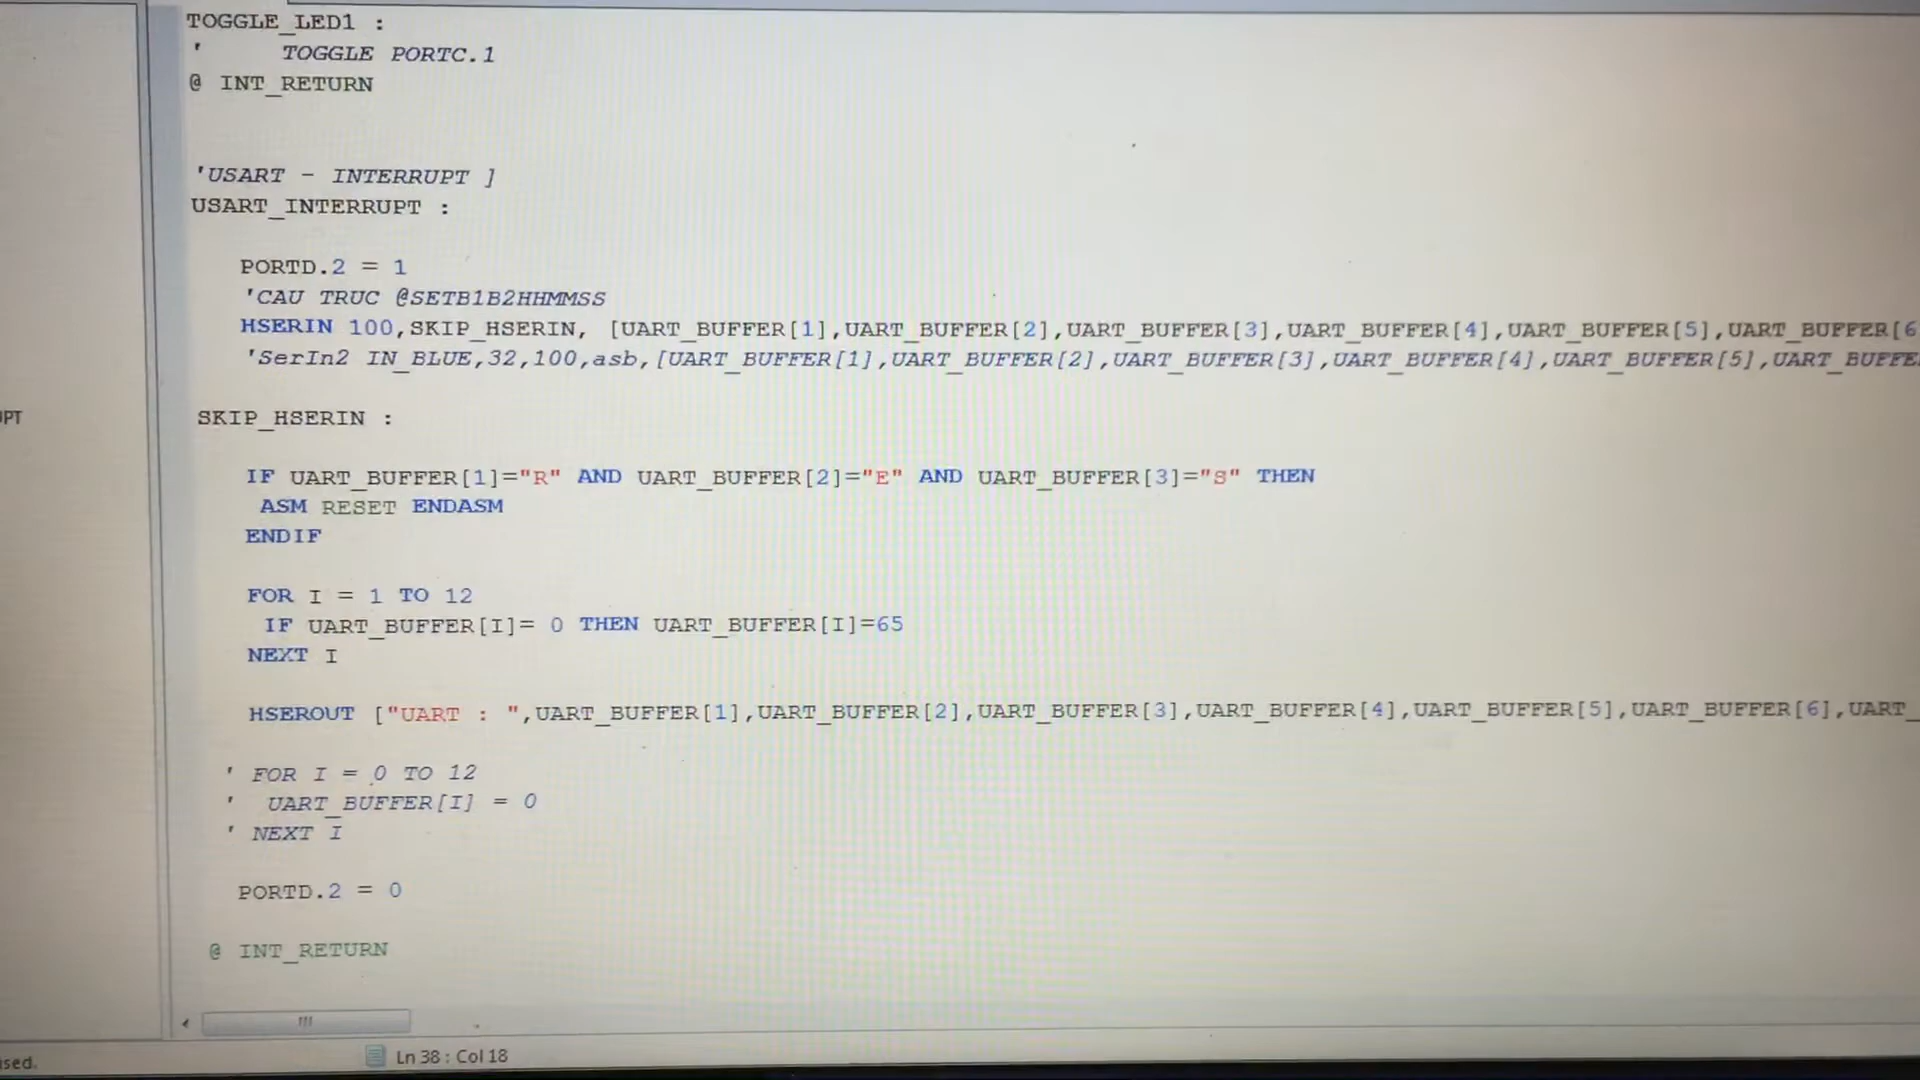 TOGGLE_LED1 :
'     TOGGLE PORTC.1
@ INT_RETURN
'USART - INTERRUPT ]
USART_INTERRUPT :
PORTD.2 = 1
'CAU TRUC @SETB1B2HHMMSS
HSERIN 100,SKIP_HSERIN, [UART_BUFFER[1],UART_BUFFER[2],UART_BUFFER[3],UART_BUFFER[4],UART_BUFFER[5],UART_BUFFER[6
'SerIn2 IN_BLUE,32,100,asb,[UART_BUFFER[1],UART_BUFFER[2],UART_BUFFER[3],UART_BUFFER[4],UART_BUFFER[5],UART_BUFFE
UPT
SKIP_HSERIN :
IF UART_BUFFER[1]="R" AND UART_BUFFER[2]="E" AND UART_BUFFER[3]="S" THEN
ASM RESET ENDASM
ENDIF
FOR I = 1 TO 12
IF UART_BUFFER[I]= 0 THEN UART_BUFFER[I]=65
NEXT I
HSEROUT ["UART : ",UART_BUFFER[1],UART_BUFFER[2],UART_BUFFER[3],UART_BUFFER[4],UART_BUFFER[5],UART_BUFFER[6],UART_
' FOR I = 0 TO 12
'  UART_BUFFER[I] = 0
' NEXT I
PORTD.2 = 0
@ INT_RETURN
used.
Ln 38 : Col 18